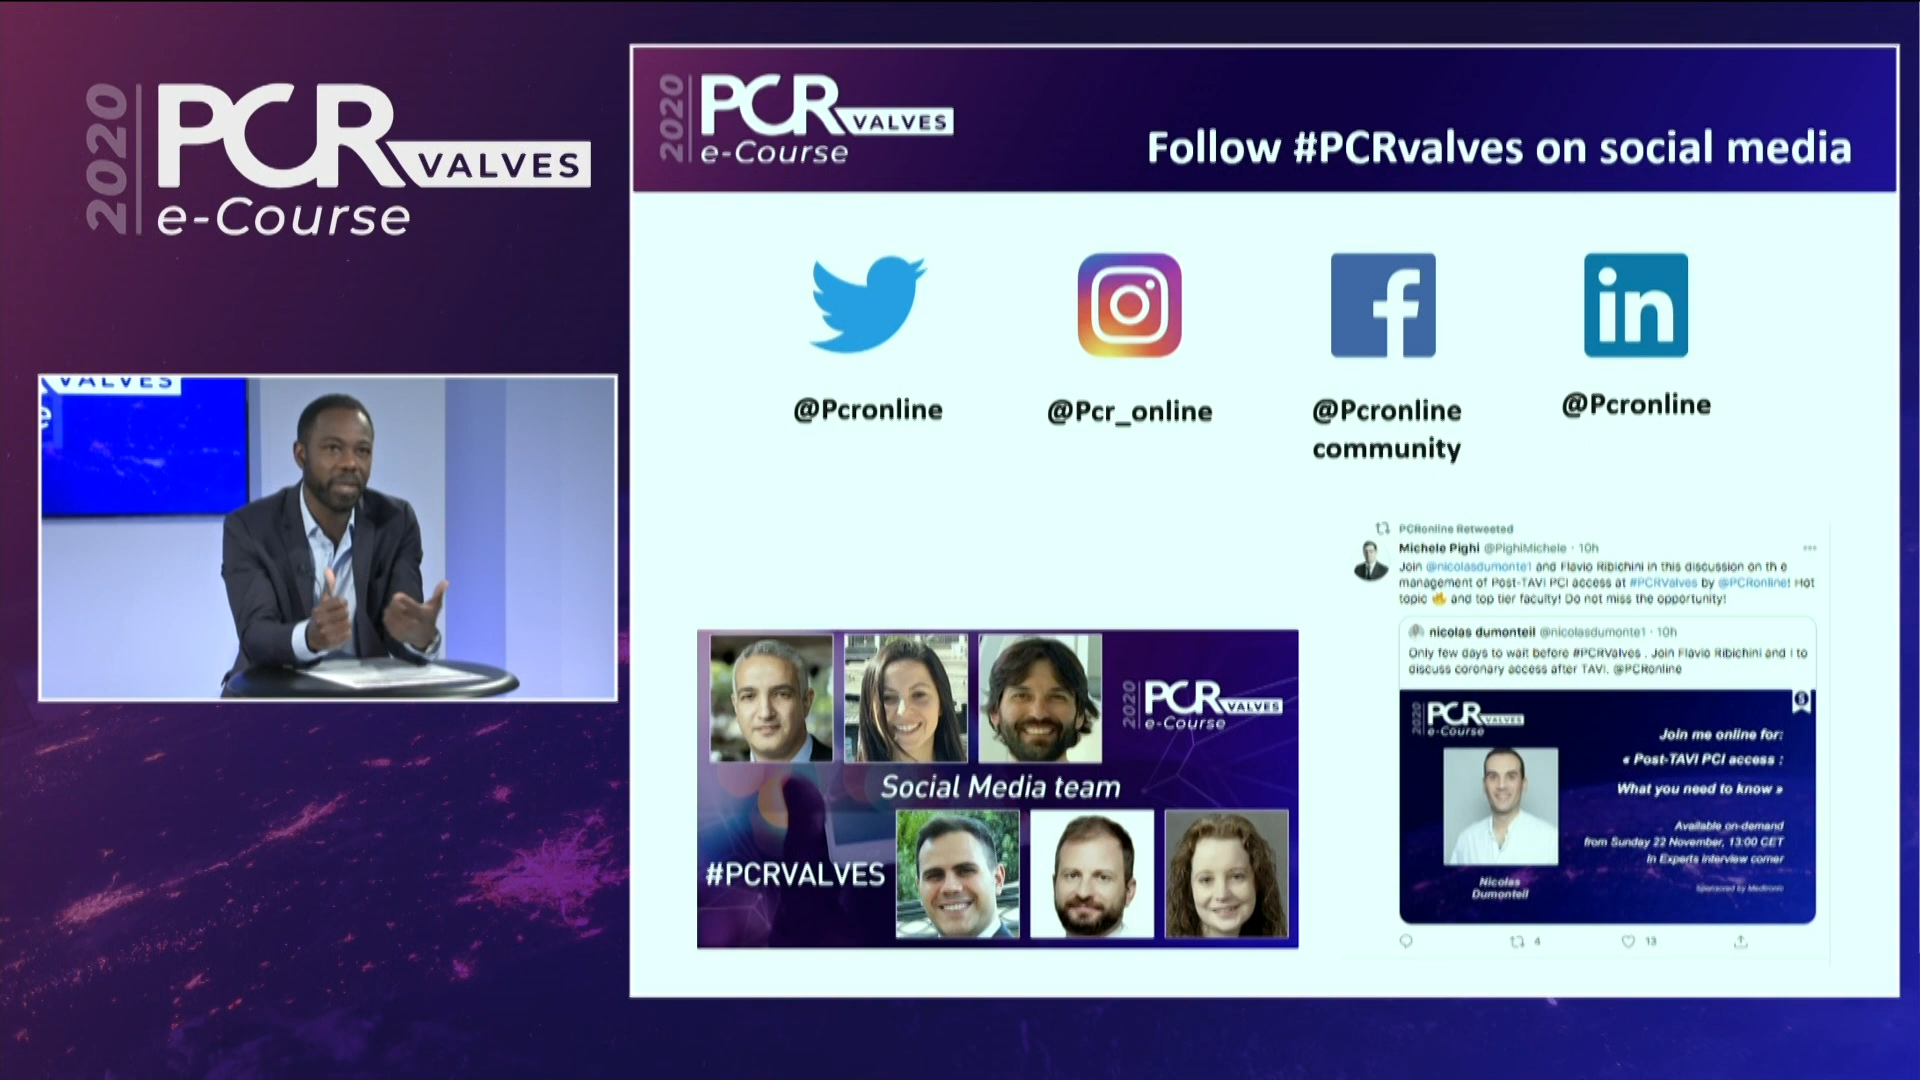 2020
PCR
VALVES
e-Course
VALVES
e
2020
PCR
VALVES
e-Course
Follow #PCRvalves on social media
in
@Pcronline
@Pcr_online
@Pcronline
community
@Pcronline
2020
PCR
VALVES
e-Course
Social Media team
#PCRVALVES
PCRonline Retweeted
Michele Pighi @PighiMichele · 10h
Join @nicolasdumonte1 and Flavio Ribichini in this discussion on th e
management of Post-TAVI PCI access at #PCRValves by @PCRonline! Hot
topic 🔥 and top tier faculty! Do not miss the opportunity!
nicolas dumonteil @nicolasdumonte1 · 10h
Only few days to wait before #PCRValves . Join Flavio Ribichini and I to
discuss coronary access after TAVI. @PCRonline
2020
PCR
VALVES
e-Course
Join me online for:
« Post-TAVI PCI access :
What you need to know »
Available on-demand
from Sunday 22 November, 13:00 CET
In Experts Interview corner
Sponsored by Medtronic
Nicolas
Dumonteil
4
13